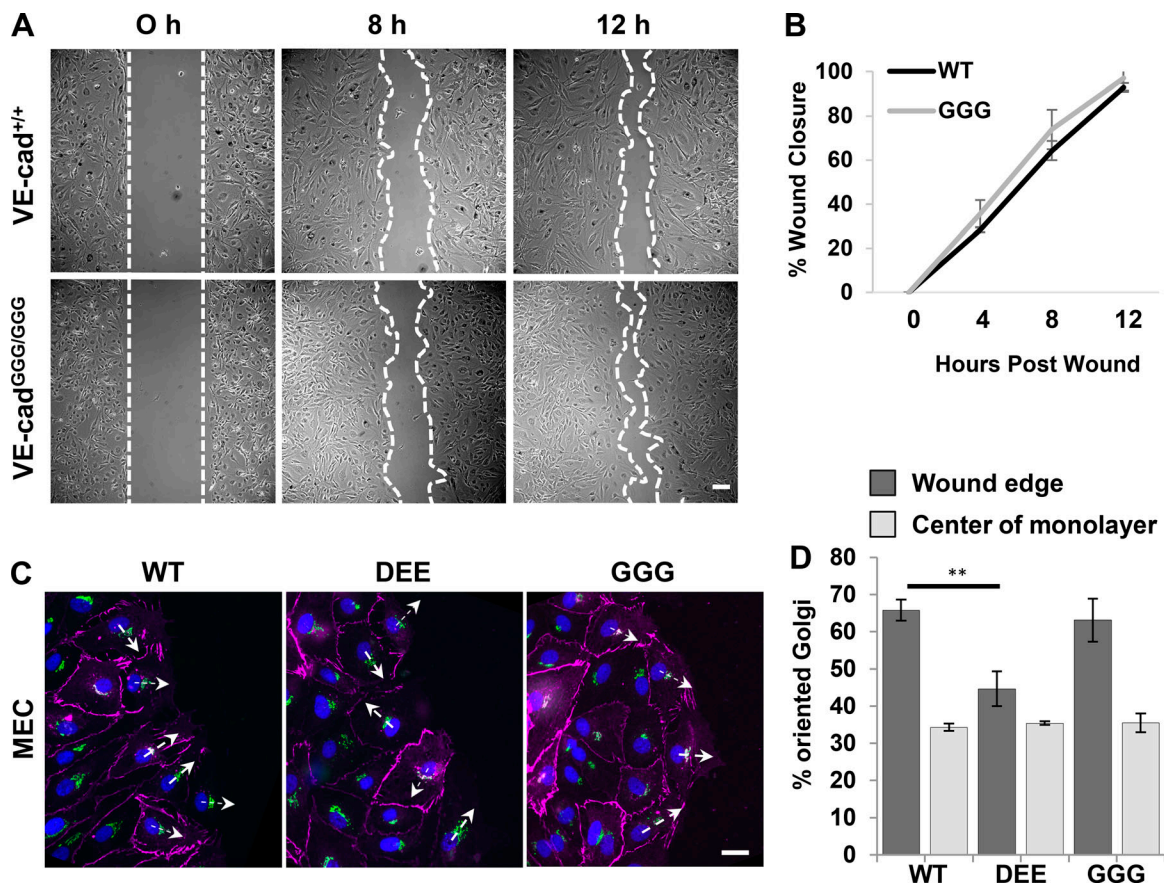 A
O h
8 h
12 h
VE-cad+/+
VE-cadGGG/GGG
B
WT
GGG
% Wound Closure
100
80
60
40
20
0
0 4 8 12
Hours Post Wound
C
WT
DEE
GGG
MEC
Wound edge
Center of monolayer
D
% oriented Golgi
80
70
60
50
40
30
20
10
0
**
WT DEE GGG